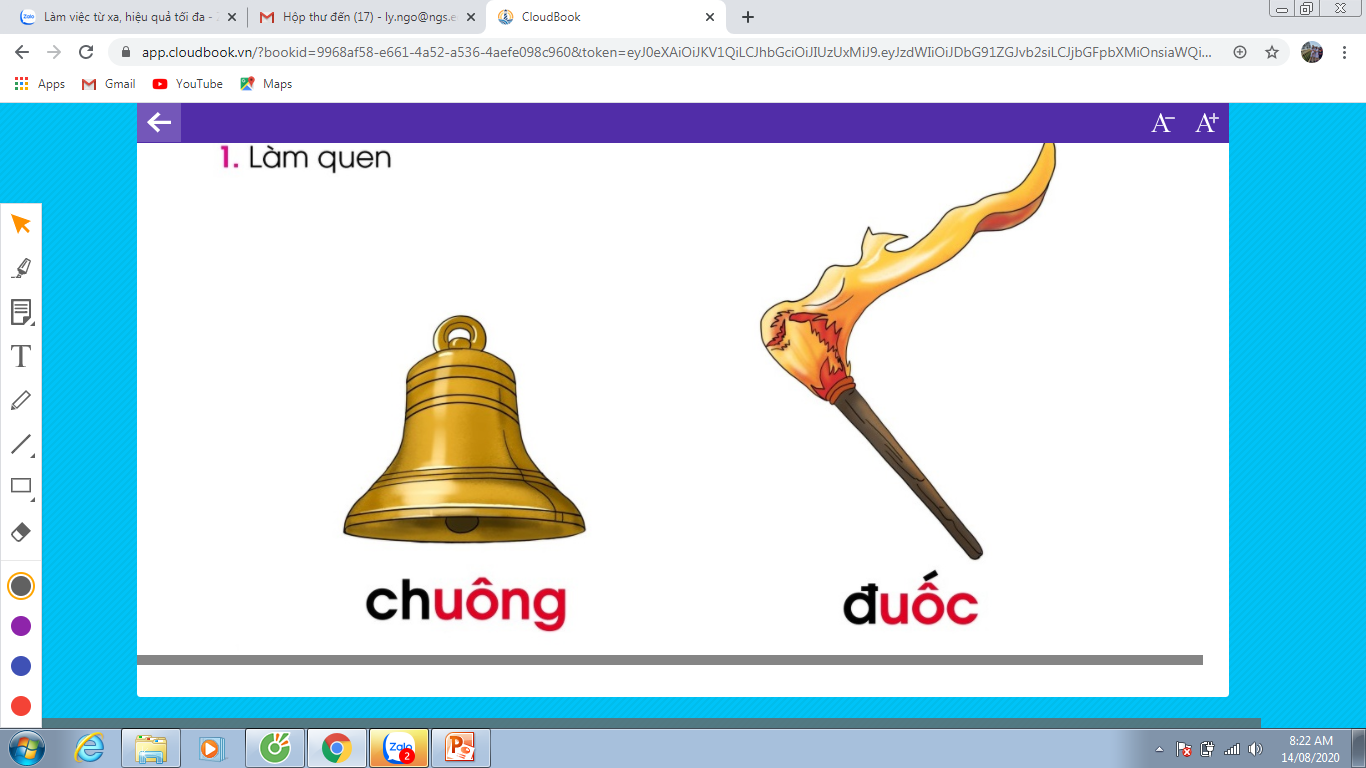 Làm việc từ xa, hiệu quả tối đa -
Hộp thư đến (17) - ly.ngo@ngs.e
CloudBook
app.cloudbook.vn/?bookid=9968af58-e661-4a52-a536-4aefe098c960&token=eyJ0eXAiOiJKV1QiLCJhbGciOiJIUzUxMiJ9.eyJzdWIiOiJDbG91ZGJvb2siLCJjbGFpbXMiOnsiaWQi...
Apps
Gmail
YouTube
Maps
A−
A+
1. Làm quen
T
chuông
đuốc
Zalo
2
8:22 AM
14/08/2020